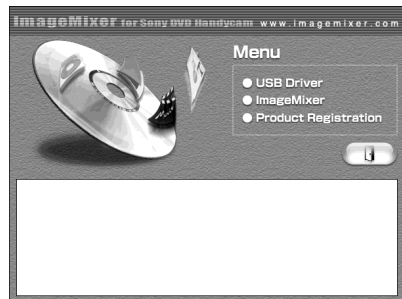 ImageMixer for Sony DVD Handycam www.imagemixer.com
Menu
USB Driver
ImageMixer
Product Registration